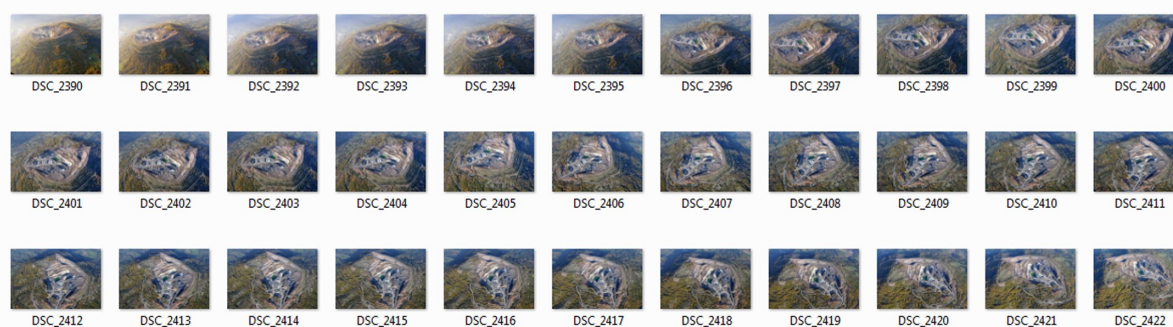 DSC_2390 DSC_2391 DSC_2392 DSC_2393 DSC_2394 DSC_2395 DSC_2396 DSC_2397 DSC_2398 DSC_2399 DSC_2400
DSC_2401 DSC_2402 DSC_2403 DSC_2404 DSC_2405 DSC_2406 DSC_2407 DSC_2408 DSC_2409 DSC_2410 DSC_2411
DSC_2412 DSC_2413 DSC_2414 DSC_2415 DSC_2416 DSC_2417 DSC_2418 DSC_2419 DSC_2420 DSC_2421 DSC_2422